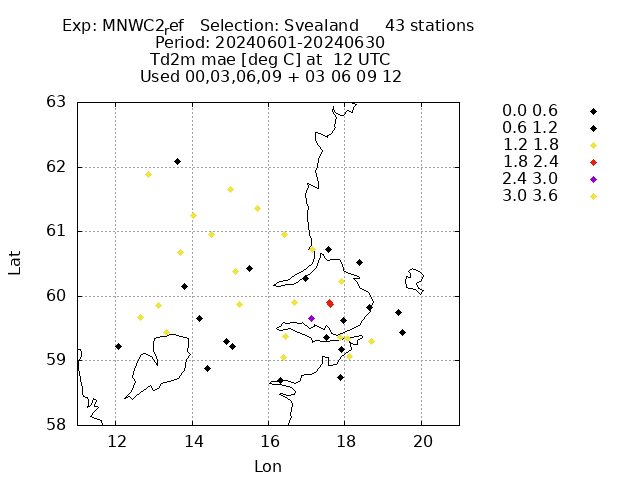 Exp: MNWC2ref Selection: Svealand 43 stations
Period: 20240601-20240630
Td2m mae [deg C] at 12 UTC
Used 00,03,06,09 + 03 06 09 12
63
62
61
60
59
58
Lat
12 14 16 18 20
Lon
0.0 0.6
0.6 1.2
1.2 1.8
1.8 2.4
2.4 3.0
3.0 3.6